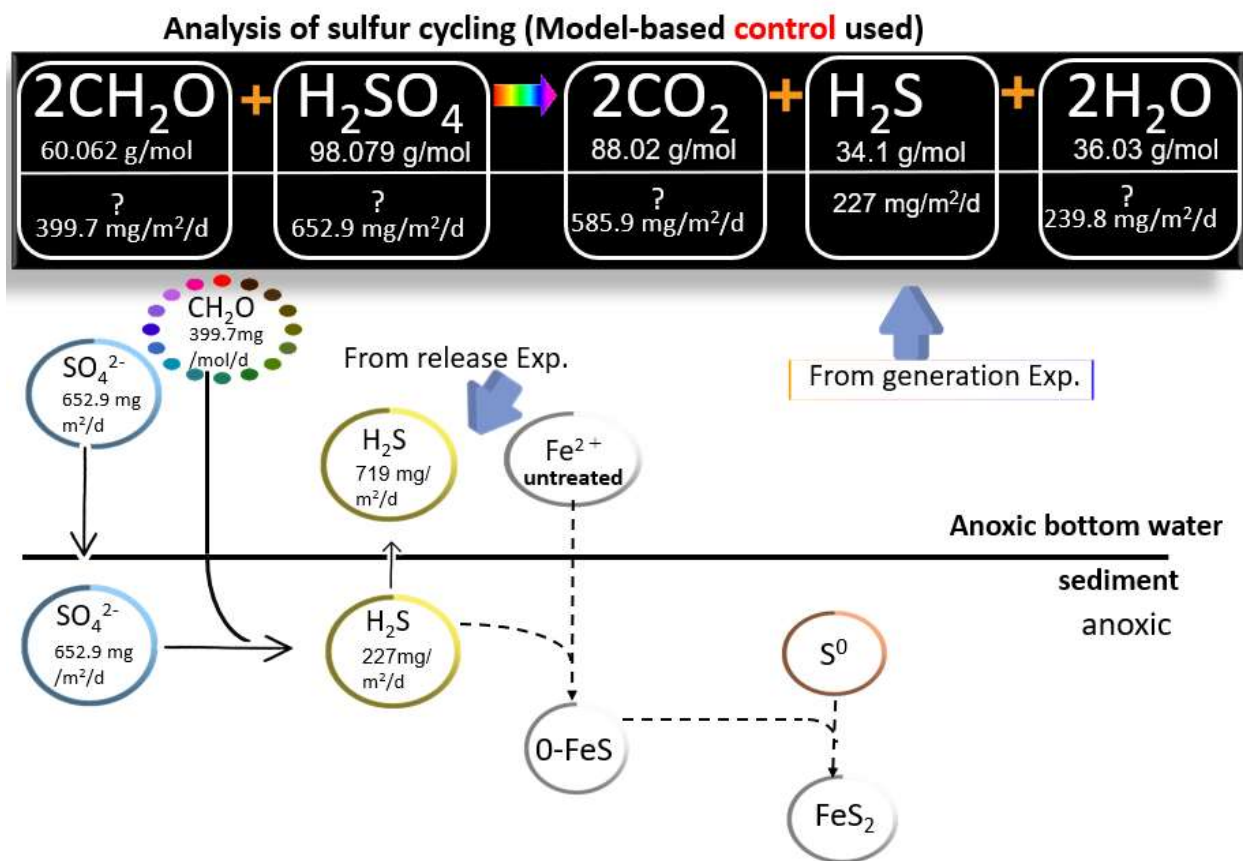 Analysis of sulfur cycling (Model-based control used)
2CH₂O + H₂SO₄ 2CO₂ + H₂S + 2H₂O
60.062 g/mol 98.079 g/mol 88.02 g/mol 34.1 g/mol 36.03 g/mol
? ? ? 227 mg/m²/d ?
399.7 mg/m²/d 652.9 mg/m²/d 585.9 mg/m²/d 239.8 mg/m²/d
CH₂O
399.7mg
/mol/d
SO₄²⁻
652.9 mg
m²/d
From release Exp.
From generation Exp.
H₂S
719 mg/
m²/d
Fe²⁺
untreated
Anoxic bottom water
sediment
anoxic
SO₄²⁻
652.9 mg
/m²/d
H₂S
227mg/
m²/d
S⁰
0-FeS
FeS₂